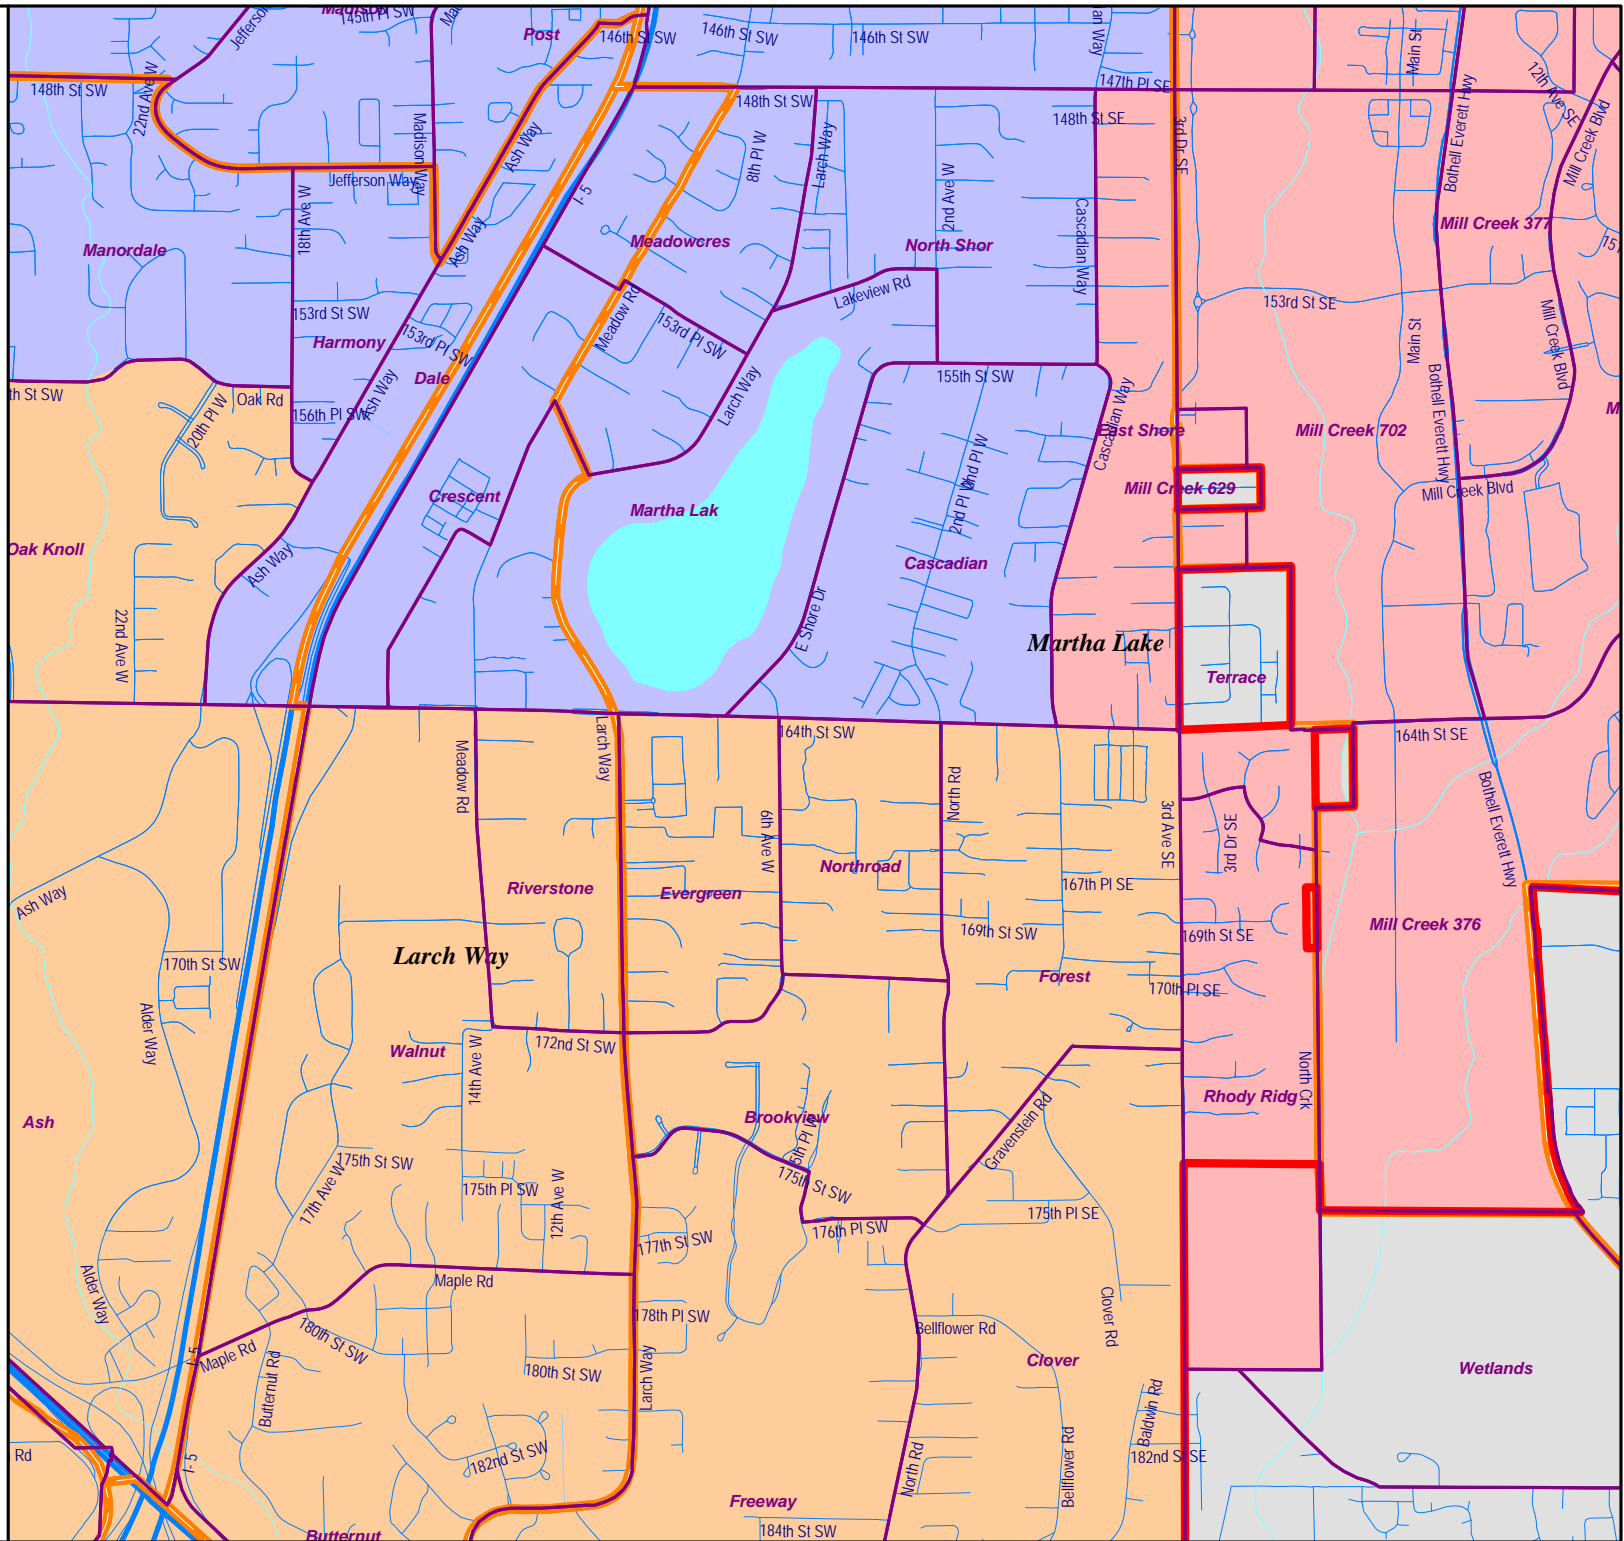 Madison
145th Pl SW
Jefferson
Post
146th St SW
146th St SW
146th St SW
an Way
147th Pl SE
Main St
12th Ave SE
Bothell Everett Hwy
Mill Creek Blvd
148th St SW
22nd Ave W
Madison Way
Ash Way
148th St SW
8th Pl W
Larch Way
148th St SE
3rd Dr SE
Jefferson Way
18th Ave W
I- 5
2nd Ave W
Cascadian Way
Manordale
Ash Way
Meadowcres
North Shor
Mill Creek 377
151
153rd St SW
Harmony
153rd Pl SW
Dale
Meadow Rd
153rd Pl SW
Lakeview Rd
153rd St SE
Main St
Mill Creek Blvd
th St SW
Oak Rd
20th Pl W
156th Pl SW
Ash Way
Larch Way
155th St SW
Cascadian Way
East Shore
Mill Creek 702
Bothell Everett Hwy
M
2nd Pl W
2nd Pl W
Crescent
Martha Lak
Mill Creek 629
Mill Creek Blvd
Oak Knoll
Ash Way
Cascadian
22nd Ave W
E Shore Dr
Martha Lake
Terrace
Meadow Rd
Larch Way
164th St SW
North Rd
164th St SE
Bothell Everett Hwy
6th Ave W
3rd Ave SE
3rd Dr SE
Ash Way
Riverstone
Evergreen
Northroad
167th Pl SE
Larch Way
170th St SW
169th St SW
169th St SE
Mill Creek 376
Forest
170th Pl SE
Alder Way
Walnut
14th Ave W
172nd St SW
North Crk
Rhody Ridg
Ash
Brookview
5th Pl W
Gravenstein Rd
175th St SW
17th Ave W
175th Pl SW
12th Ave W
175th St SW
176th Pl SW
175th Pl SE
177th St SW
Alder Way
Maple Rd
178th Pl SW
Clover Rd
180th St SW
Bellflower Rd
I- 5
Maple Rd
Butternut Rd
180th St SW
Larch Way
Clover
Wetlands
Baldwin Rd
Rd
I- 5
182nd St SW
North Rd
Bellflower Rd
182nd St SE
Freeway
184th St SW
Butternut